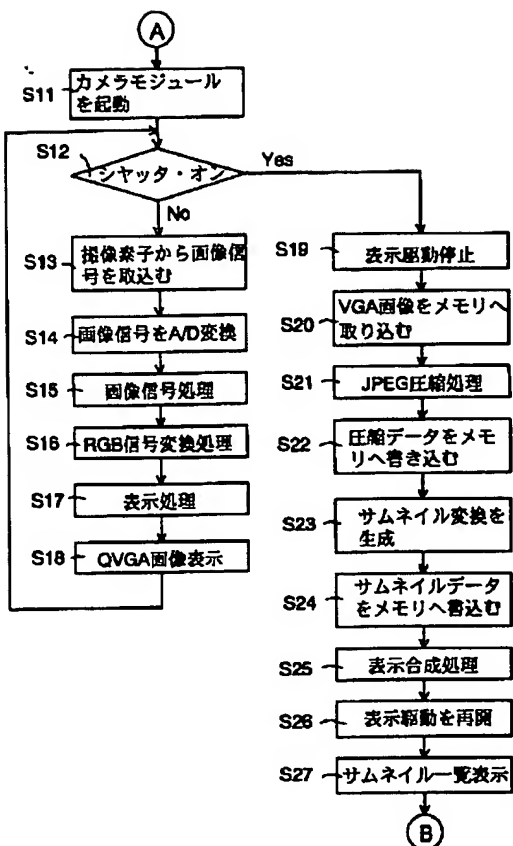 A
S11
カメラモジュール
を起動
S12
シヤッタ・オン
Yes
No
S13
撮像素子から画像信
号を取込む
S14
画像信号をA/D変換
S15
画像信号処理
S16
RGB信号変換処理
S17
表示処理
S18
QVGA画像表示
S19
表示駆動停止
S20
VGA画像をメモリへ
取り込む
S21
JPEG圧縮処理
S22
圧縮データをメモ
リへ書き込む
S23
サムネイル変換を
生成
S24
サムネイルデータ
をメモリへ書込む
S25
表示合成処理
S26
表示駆動を再開
S27
サムネイル一覧表示
B